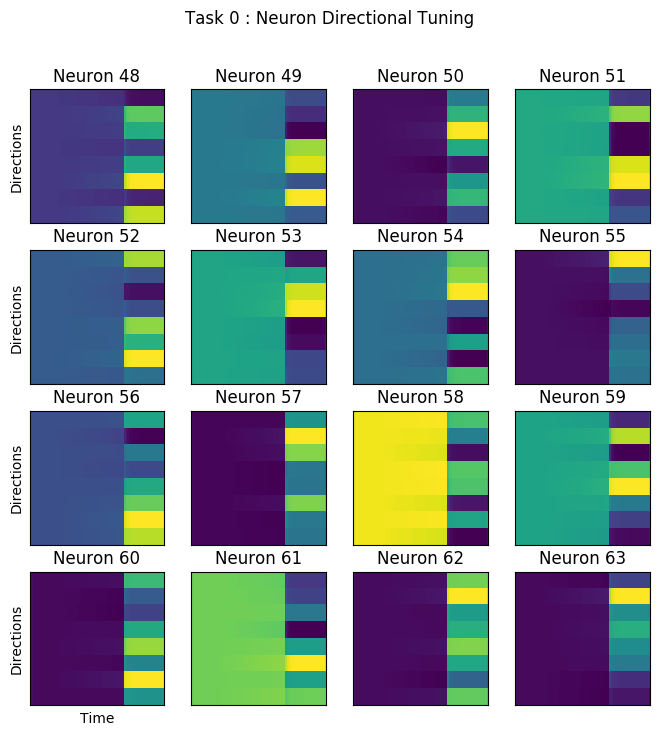 Task 0 : Neuron Directional Tuning
Neuron 48
Neuron 49
Neuron 50
Neuron 51
Directions
Neuron 52
Neuron 53
Neuron 54
Neuron 55
Directions
Neuron 56
Neuron 57
Neuron 58
Neuron 59
Directions
Neuron 60
Neuron 61
Neuron 62
Neuron 63
Directions
Time